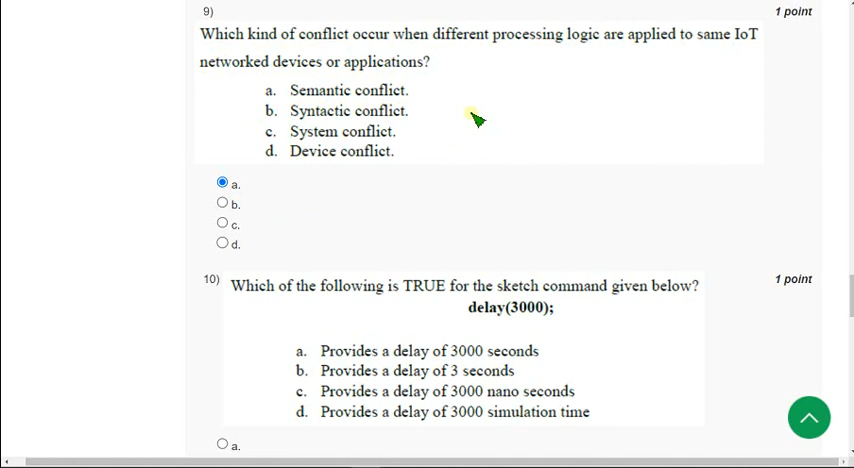 9)
1 point
Which kind of conflict occur when different processing logic are applied to same IoT
networked devices or applications?
a. Semantic conflict.
b. Syntactic conflict.
c. System conflict.
d. Device conflict.
a.
b.
c.
d.
10)
1 point
Which of the following is TRUE for the sketch command given below?
delay(3000);
a. Provides a delay of 3000 seconds
b. Provides a delay of 3 seconds
c. Provides a delay of 3000 nano seconds
d. Provides a delay of 3000 simulation time
a.